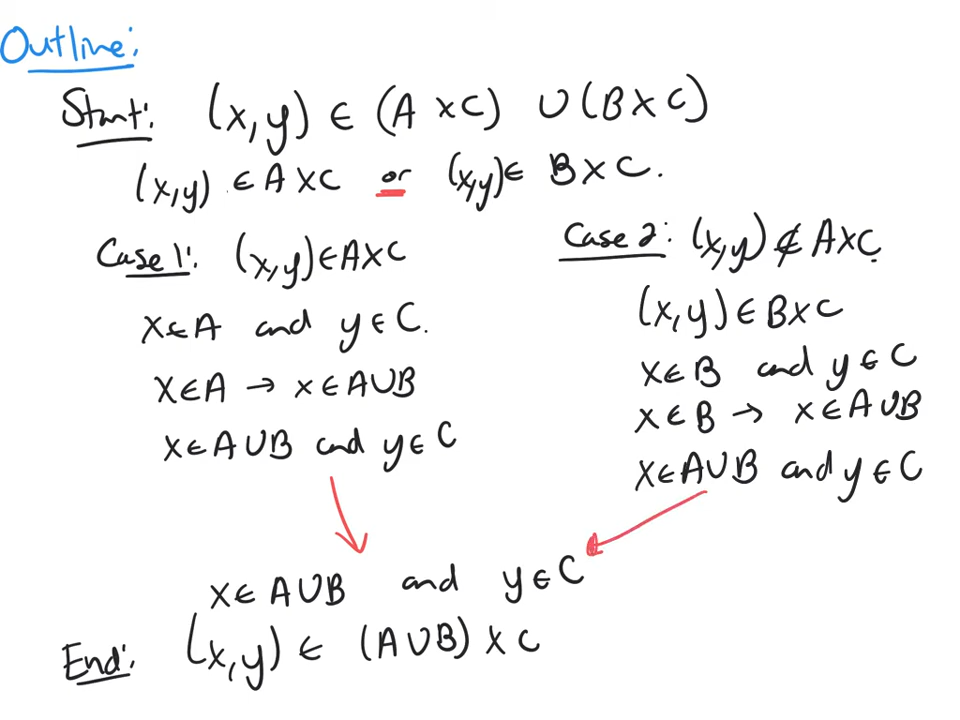 Outline:
Start: (x,y) ∈ (A × C) ∪ (B × C)
(x,y) ∈ A × C or (x,y) ∈ B × C.
Case 1: (x,y) ∈ A × C
x ∈ A and y ∈ C.
x ∈ A → x ∈ A ∪ B
x ∈ A ∪ B and y ∈ C
Case 2: (x,y) ∉ A × C.
(x,y) ∈ B × C
x ∈ B and y ∈ C
x ∈ B → x ∈ A ∪ B
x ∈ A ∪ B and y ∈ C
x ∈ A ∪ B and y ∈ C
End: (x,y) ∈ (A ∪ B) × C